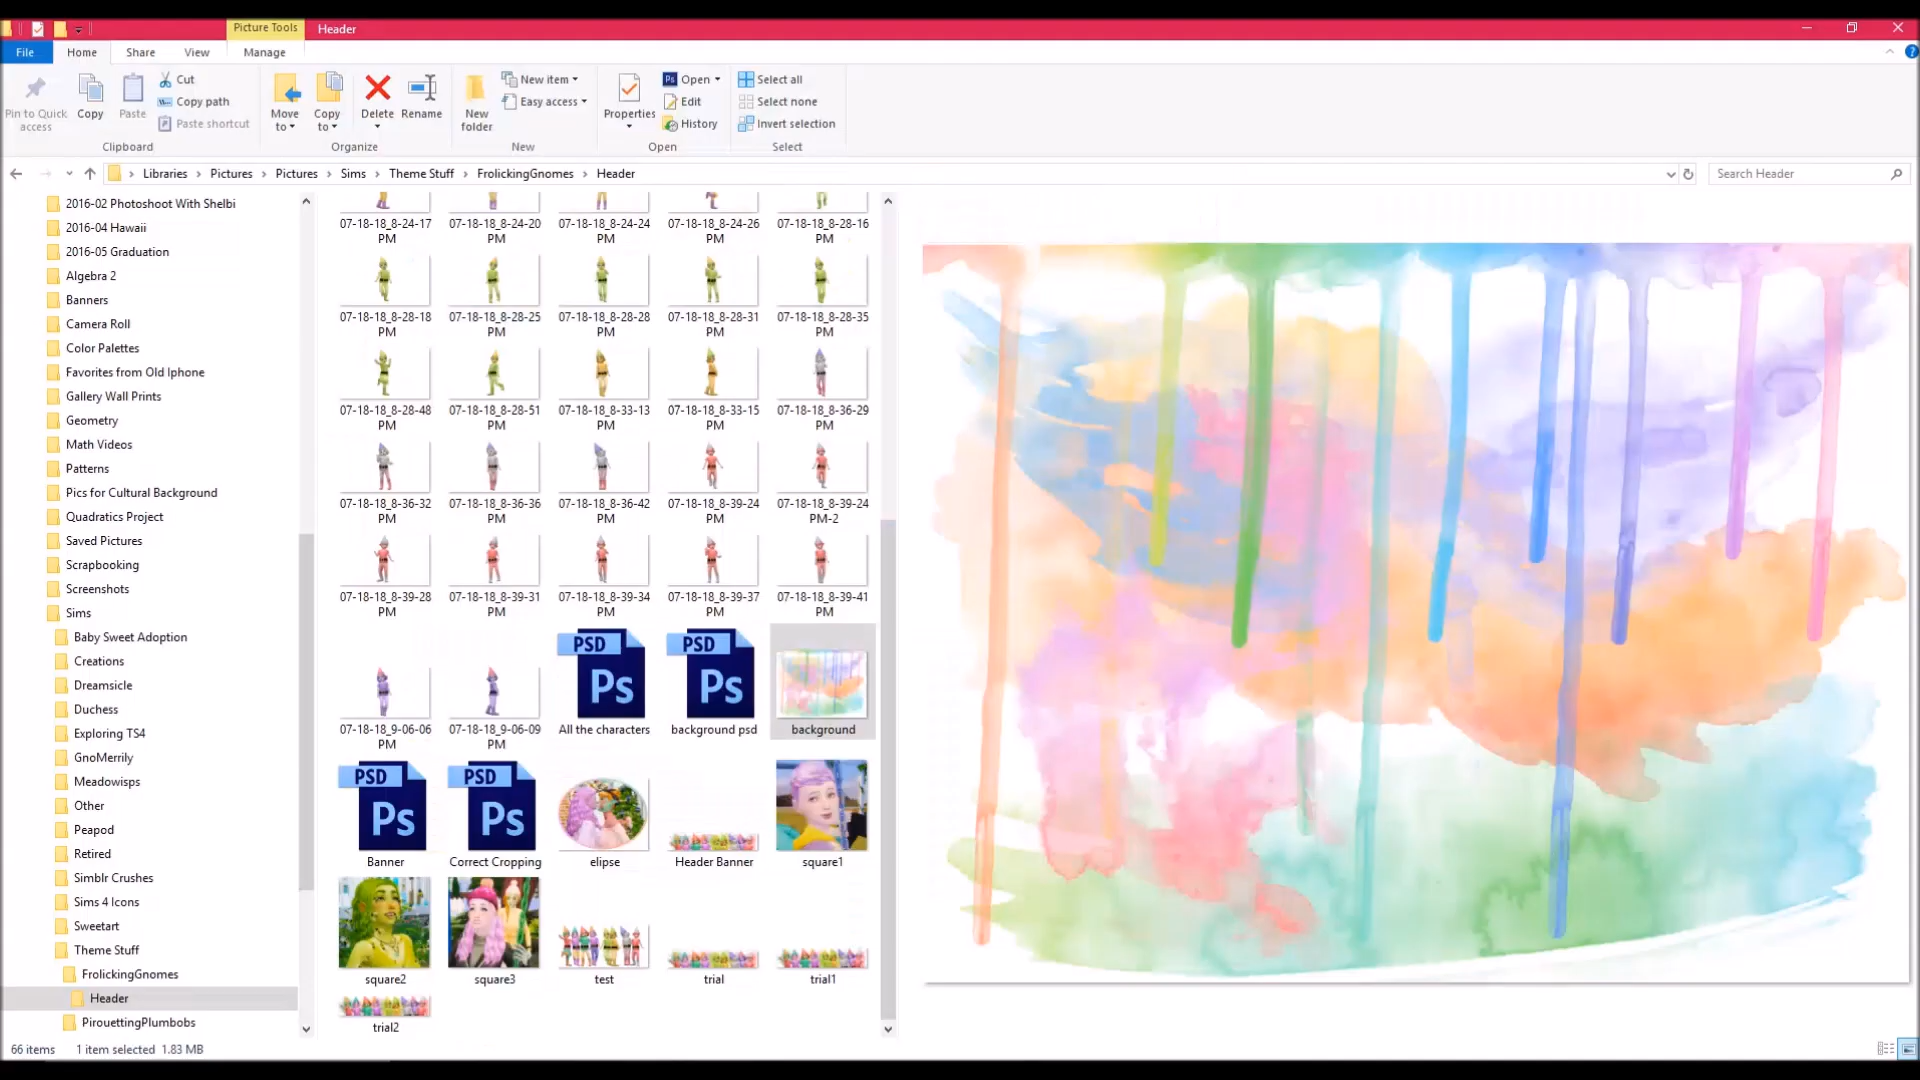 Picture Tools
Header
File
Home
Share
View
Manage
Pin to Quick access
Copy
Paste
Cut
Copy path
Paste shortcut
Clipboard
Move to
Copy to
Delete
Rename
Organize
New folder
New item
Easy access
New
Properties
Open
Edit
History
Open
Select all
Select none
Invert selection
Select
Libraries
Pictures
Pictures
Sims
Theme Stuff
FrolickingGnomes
Header
Search Header
2016-02 Photoshoot With Shelbi
2016-04 Hawaii
2016-05 Graduation
Algebra 2
Banners
Camera Roll
Color Palettes
Favorites from Old Iphone
Gallery Wall Prints
Geometry
Math Videos
Patterns
Pics for Cultural Background
Quadratics Project
Saved Pictures
Scrapbooking
Screenshots
Sims
Baby Sweet Adoption
Creations
Dreamsicle
Duchess
Exploring TS4
GnoMerrily
Meadowisps
Other
Peapod
Retired
Simblr Crushes
Sims 4 Icons
Sweetart
Theme Stuff
FrolickingGnomes
Header
PirouettingPlumbobs
07-18-18_8-24-17 PM
07-18-18_8-24-20 PM
07-18-18_8-24-24 PM
07-18-18_8-24-26 PM
07-18-18_8-28-16 PM
07-18-18_8-28-18 PM
07-18-18_8-28-25 PM
07-18-18_8-28-28 PM
07-18-18_8-28-31 PM
07-18-18_8-28-35 PM
07-18-18_8-28-48 PM
07-18-18_8-28-51 PM
07-18-18_8-33-13 PM
07-18-18_8-33-15 PM
07-18-18_8-36-29 PM
07-18-18_8-36-32 PM
07-18-18_8-36-36 PM
07-18-18_8-36-42 PM
07-18-18_8-39-24 PM
07-18-18_8-39-24 PM-2
07-18-18_8-39-28 PM
07-18-18_8-39-31 PM
07-18-18_8-39-34 PM
07-18-18_8-39-37 PM
07-18-18_8-39-41 PM
07-18-18_9-06-06 PM
07-18-18_9-06-09 PM
PSD
Ps
All the characters
PSD
Ps
background psd
background
PSD
Ps
Banner
PSD
Ps
Correct Cropping
elipse
Header Banner
square1
square2
square3
test
trial
trial1
trial2
66 items
1 item selected 1.83 MB